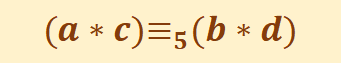 (a * c)≡₅(b * d)